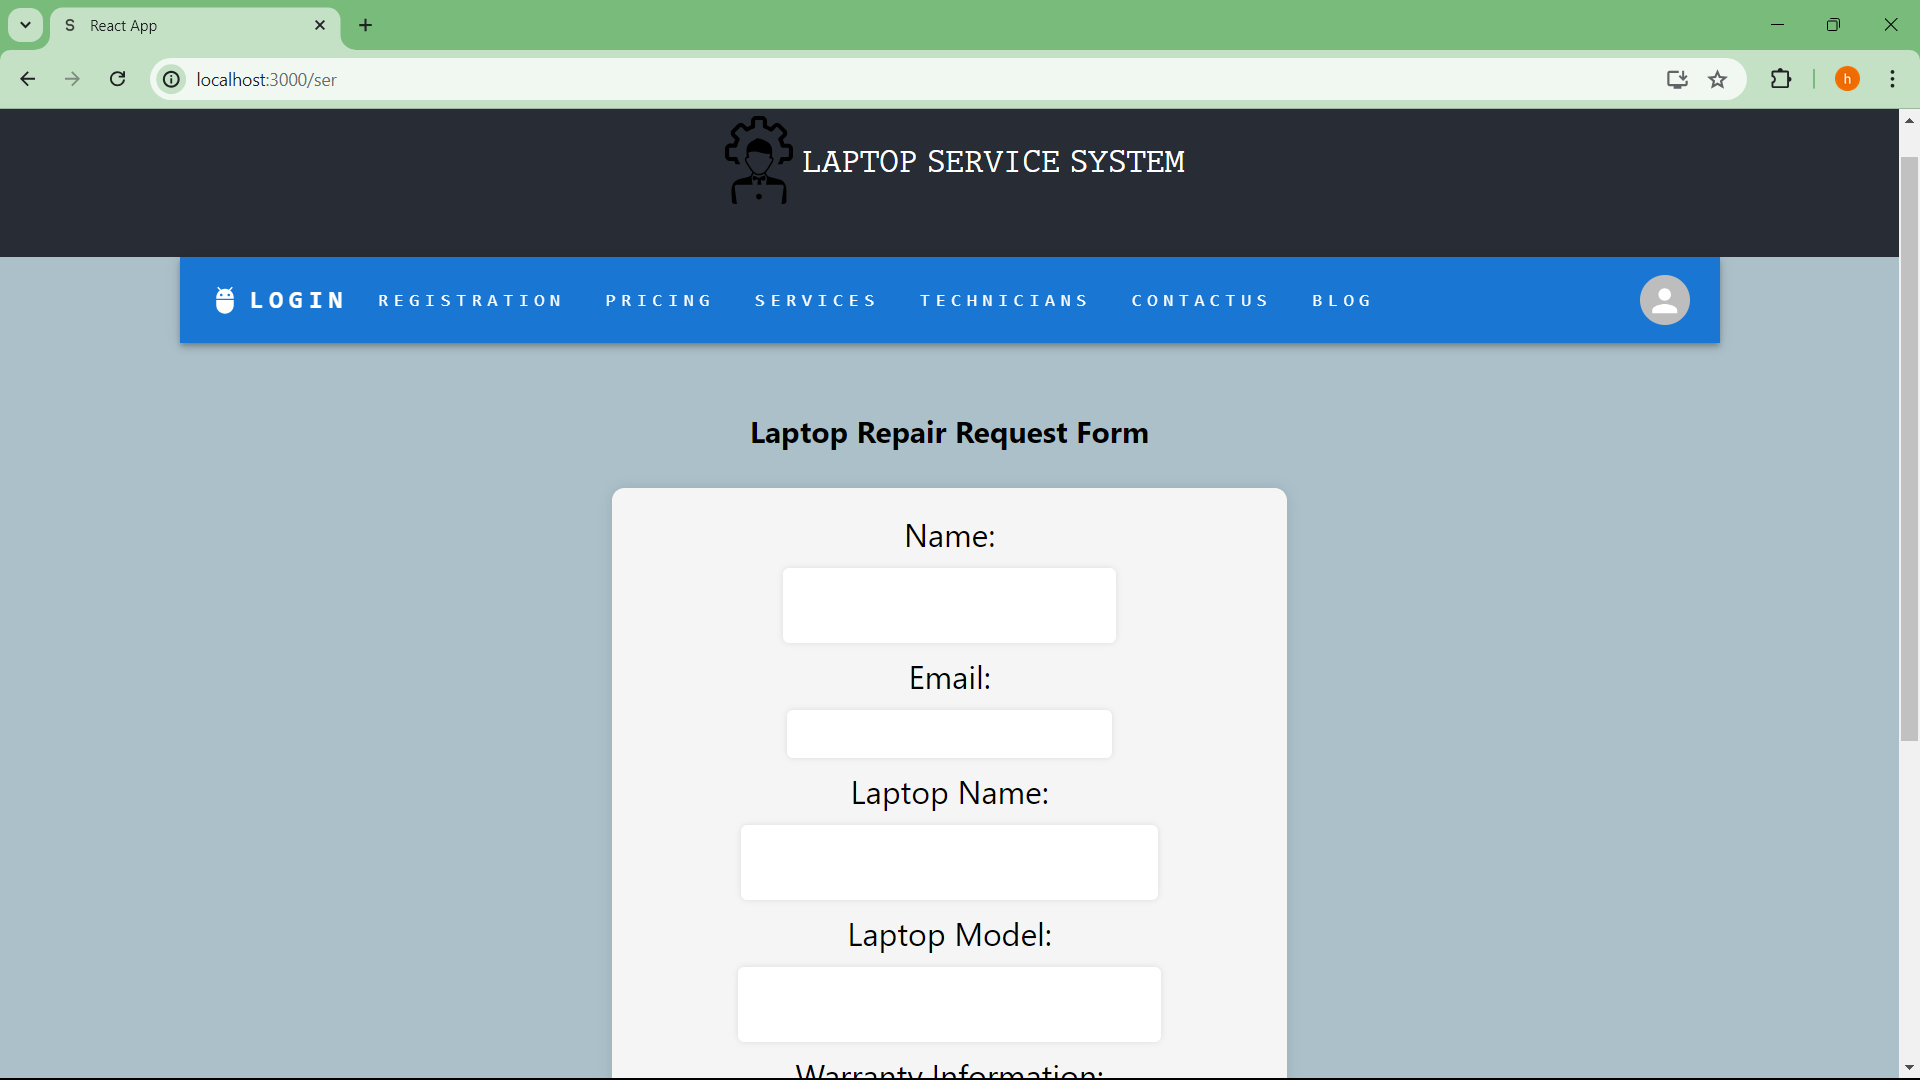 S React App
localhost:3000/ser
h
LAPTOP SERVICE SYSTEM
LOGIN REGISTRATION PRICING SERVICES TECHNICIANS CONTACTUS BLOG
Laptop Repair Request Form
Name:
Email:
Laptop Name:
Laptop Model:
Warranty Information: